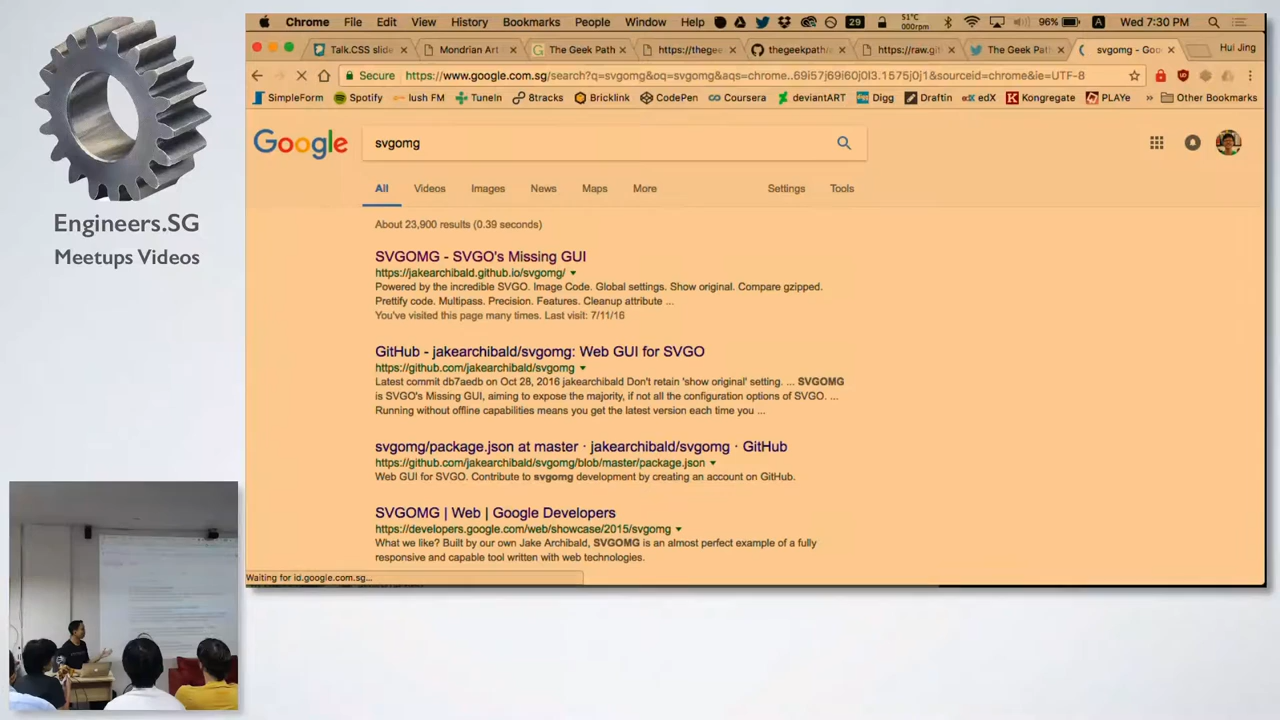 Chrome File Edit View History Bookmarks People Window Help 29 51°C 000rpm 96% A Wed 7:30 PM
Talk.CSS slide Mondrian Art The Geek Path https://thege thegeekpath/ https://raw.git The Geek Path svgomg - Goo Hui Jing
Secure https://www.google.com.sg/search?q=svgomg&oq=svgomg&aqs=chrome..69i57j69i60j0l3.1575j0j1&sourceid=chrome&ie=UTF-8
SimpleForm Spotify lush FM TuneIn 8tracks Bricklink CodePen Coursera deviantART Digg Draftin edX Kongregate PLAYe » Other Bookmarks
Google svgomg
All Videos Images News Maps More Settings Tools
About 23,900 results (0.39 seconds)
SVGOMG - SVGO's Missing GUI
https://jakearchibald.github.io/svgomg/
Powered by the incredible SVGO. Image Code. Global settings. Show original. Compare gzipped.
Prettify code. Multipass. Precision. Features. Cleanup attribute ...
You've visited this page many times. Last visit: 7/11/16
GitHub - jakearchibald/svgomg: Web GUI for SVGO
https://github.com/jakearchibald/svgomg
Latest commit db7aedb on Oct 28, 2016 jakearchibald Don't retain 'show original' setting. ... SVGOMG
is SVGO's Missing GUI, aiming to expose the majority, if not all the configuration options of SVGO. ...
Running without offline capabilities means you get the latest version each time you ...
svgomg/package.json at master · jakearchibald/svgomg · GitHub
https://github.com/jakearchibald/svgomg/blob/master/package.json
Web GUI for SVGO. Contribute to svgomg development by creating an account on GitHub.
SVGOMG | Web | Google Developers
https://developers.google.com/web/showcase/2015/svgomg
What we like? Built by our own Jake Archibald, SVGOMG is an almost perfect example of a fully
responsive and capable tool written with web technologies.
Waiting for id.google.com.sg...
Engineers.SG
Meetups Videos